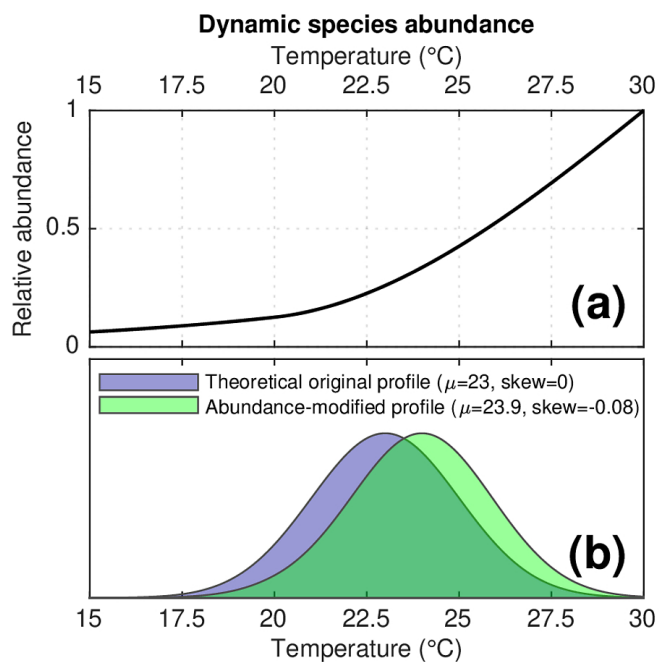 Dynamic species abundance
Temperature (°C)
15 17.5 20 22.5 25 27.5 30
1
0.5
0
Relative abundance
(a)
Theoretical original profile (μ=23, skew=0)
Abundance-modified profile (μ=23.9, skew=-0.08)
(b)
15 17.5 20 22.5 25 27.5 30
Temperature (°C)